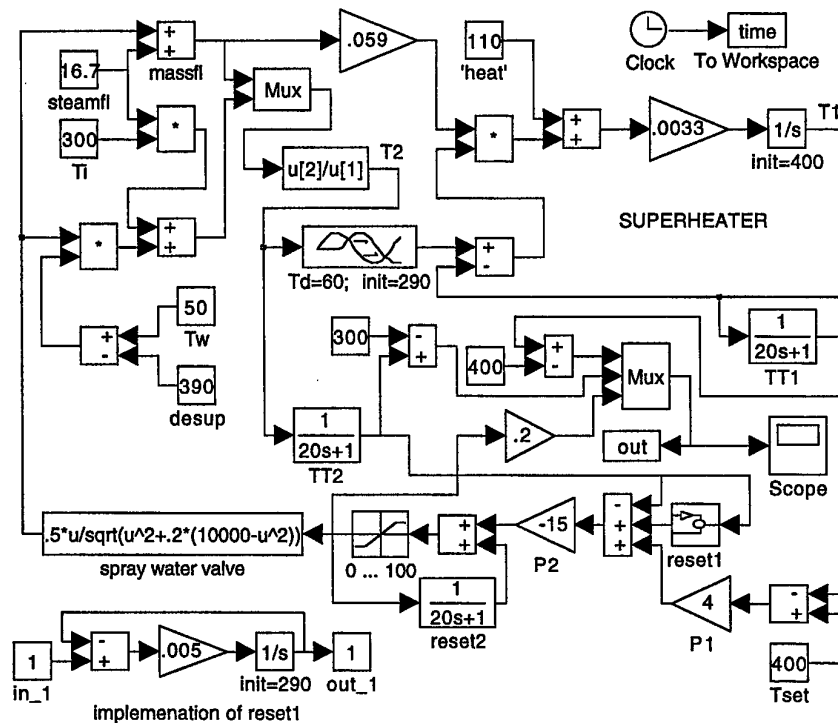 +
+
massfl
16.7
steamfl
.059
110
'heat'
Clock
time
To Workspace
Mux
*
300
Ti
u[2]/u[1]
T2
*
+
+
.0033
1/s
init=400
T1
*
+
+
SUPERHEATER
Td=60; init=290
+
-
50
Tw
+
-
390
desup
300
-
+
400
+
-
Mux
1
20s+1
TT1
1
20s+1
TT2
.2
out
Scope
.5*u/sqrt(u^2+.2*(10000-u^2))
spray water valve
0 ... 100
+
+
-15
P2
-
+
+
reset1
1
20s+1
reset2
4
P1
-
+
400
Tset
1
in_1
-
+
.005
1/s
init=290
1
out_1
implemenation of reset1